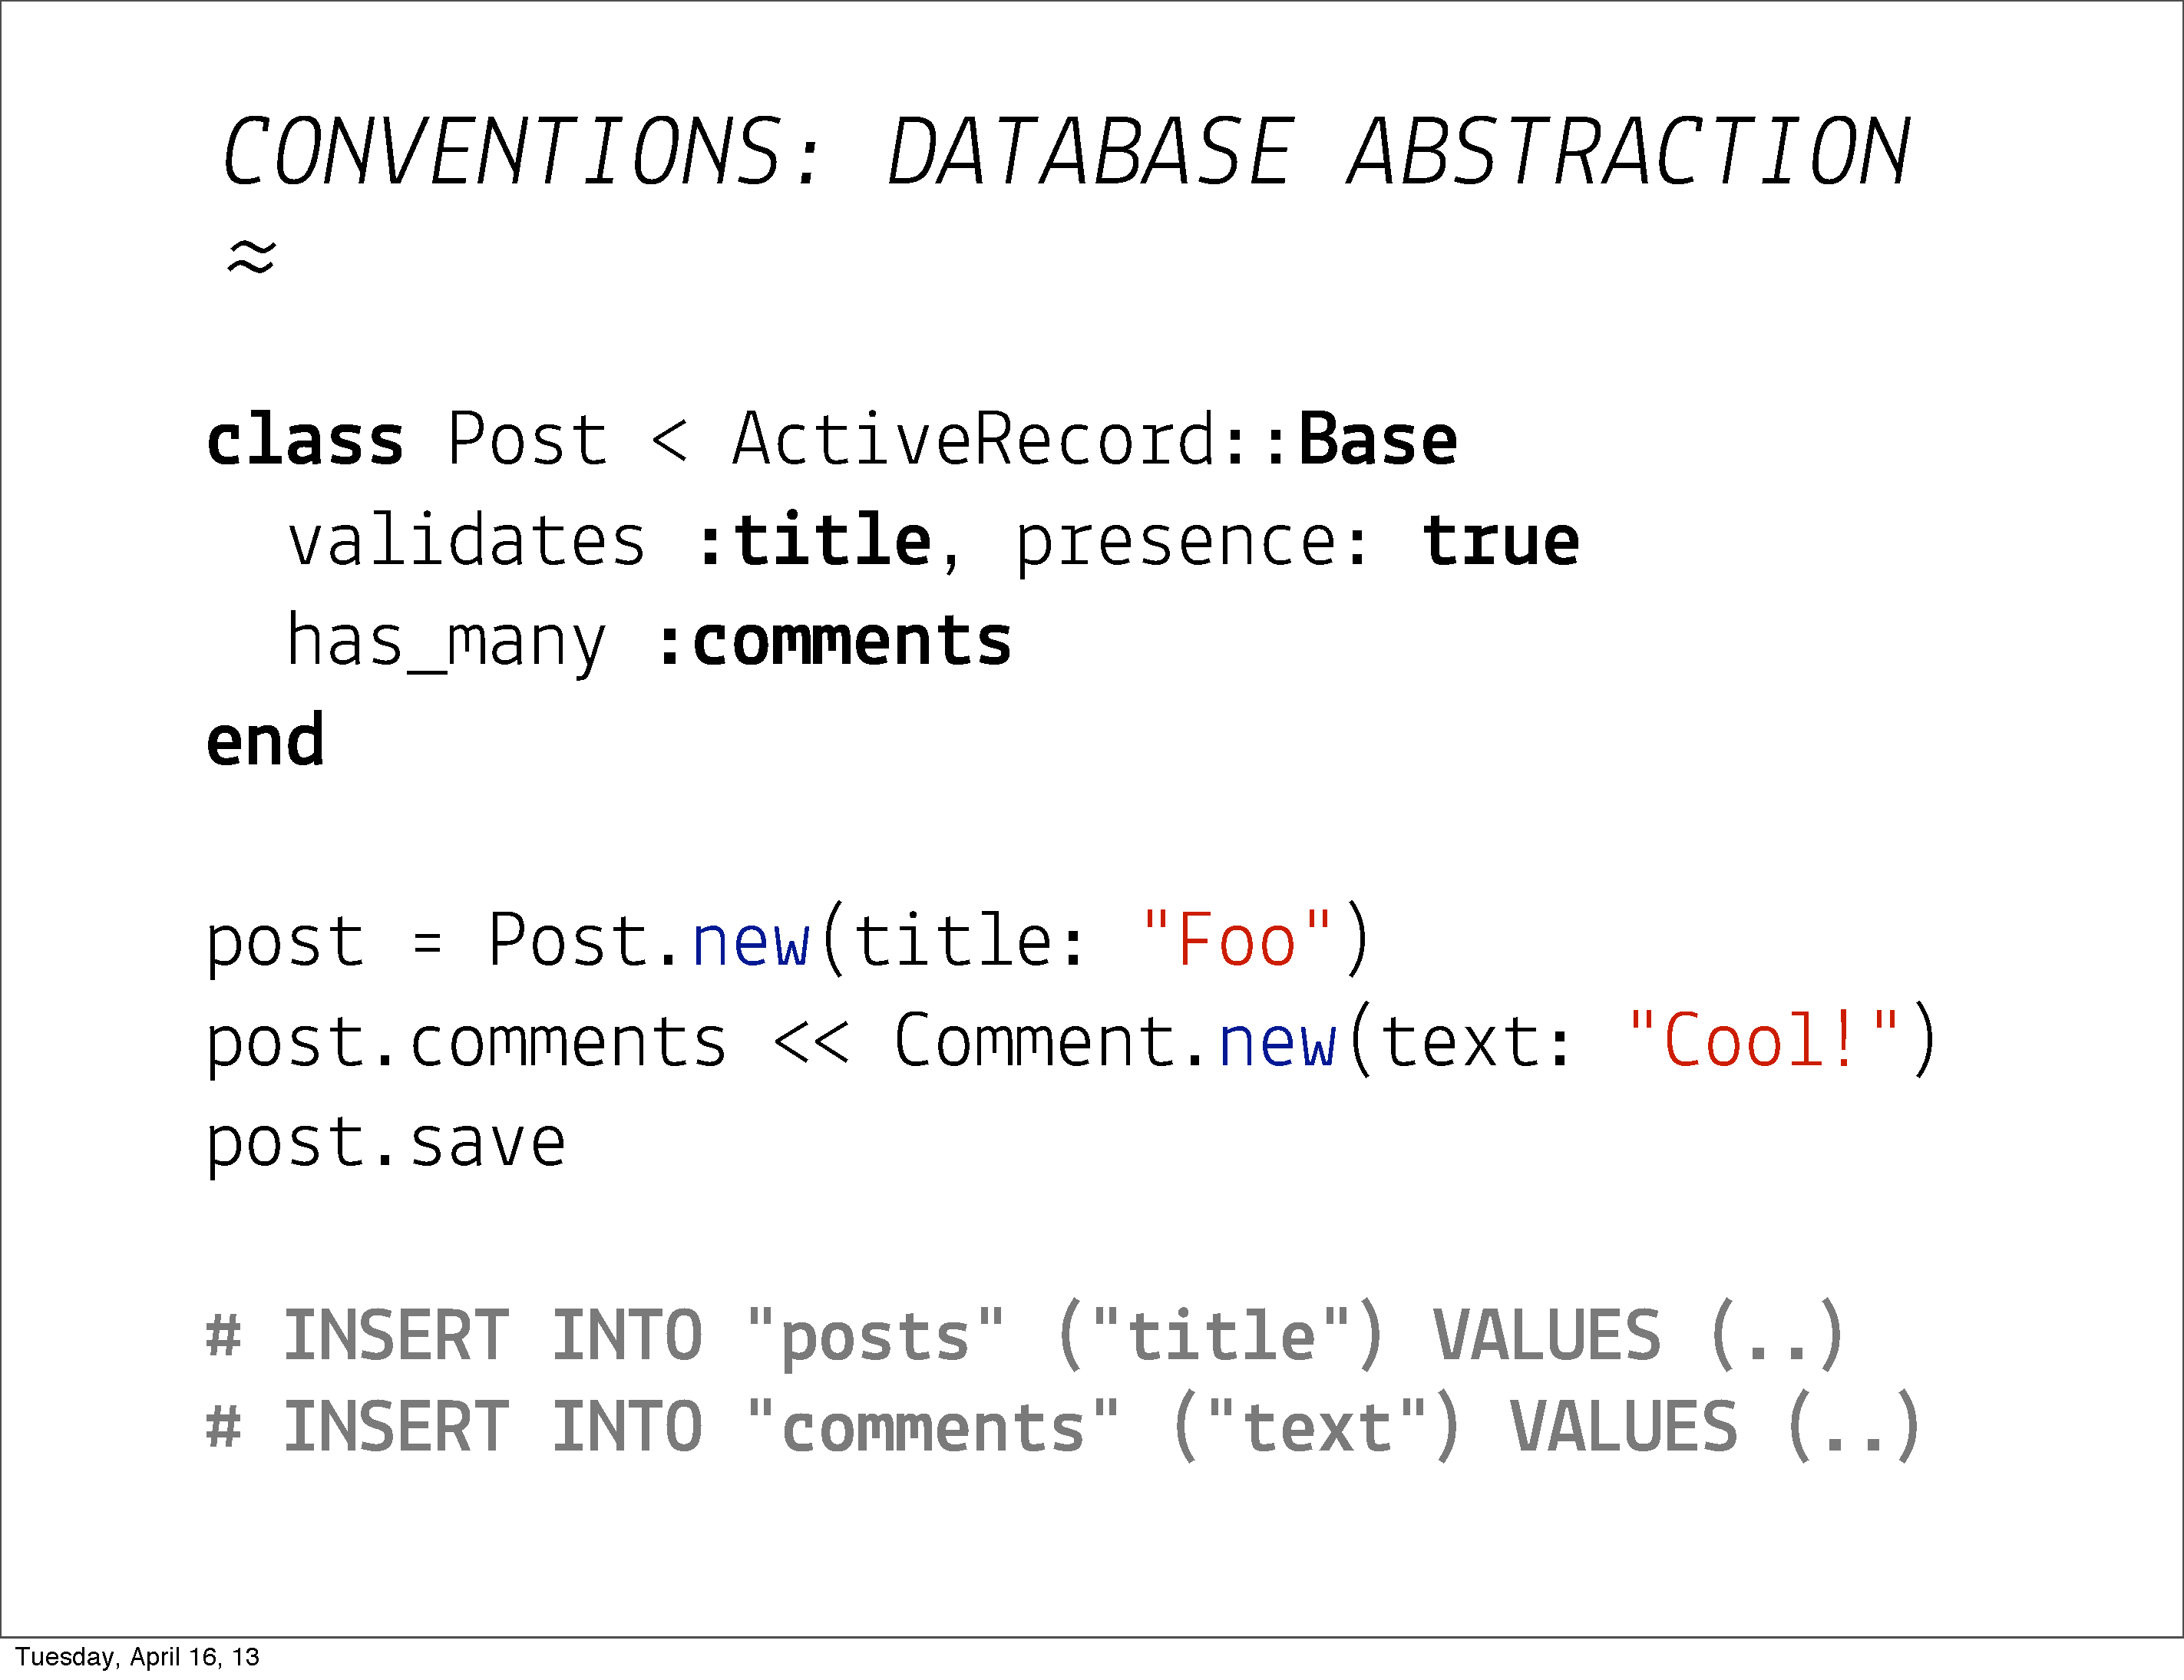 CONVENTIONS: DATABASE ABSTRACTION
≈
class Post < ActiveRecord::Base
  validates :title, presence: true
  has_many :comments
end
post = Post.new(title: "Foo")
post.comments << Comment.new(text: "Cool!")
post.save
# INSERT INTO "posts" ("title") VALUES (..)
# INSERT INTO "comments" ("text") VALUES (..)
Tuesday, April 16, 13